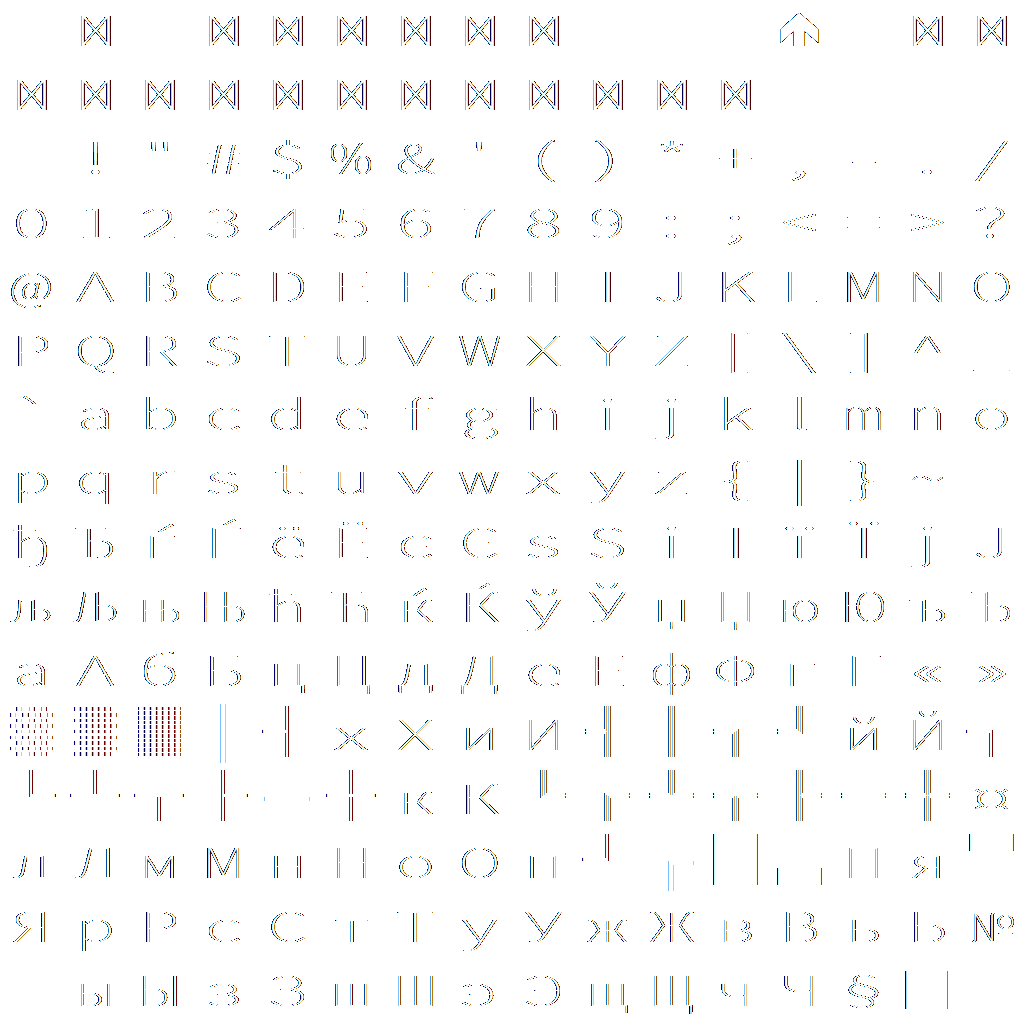 ! " # $ % & ' ( ) * + , - . /
0 1 2 3 4 5 6 7 8 9 : ; < = > ?
@ A B C D E F G H I J K L M N O
P Q R S T U V W X Y Z [ \ ] ^ _
` a b c d e f g h i j k l m n o
p q r s t u v w x y z { | } ~
ђ Ђ ѓ Ѓ ё Ё є Є ѕ Ѕ і І ї Ї ј Ј
љ Љ њ Њ ћ Ћ ќ Ќ ў Ў џ Џ ю Ю ъ Ъ
а А б Б ц Ц д Д е Е ф Ф г Г « »
░ ▒ ▓ │ ┤ х Х и И ╣ ║ ╗ ╝ й Й ┐
└ ┴ ┬ ├ ─ ┼ к К ╚ ╔ ╩ ╦ ╠ ═ ╬ ¤
л Л м М н Н о О п ┘ ┌ █ ▄ П я ▀
Я р Р с С т Т у У ж Ж в В ь Ь №
ы Ы з З ш Ш э Э щ Щ ч Ч § ■